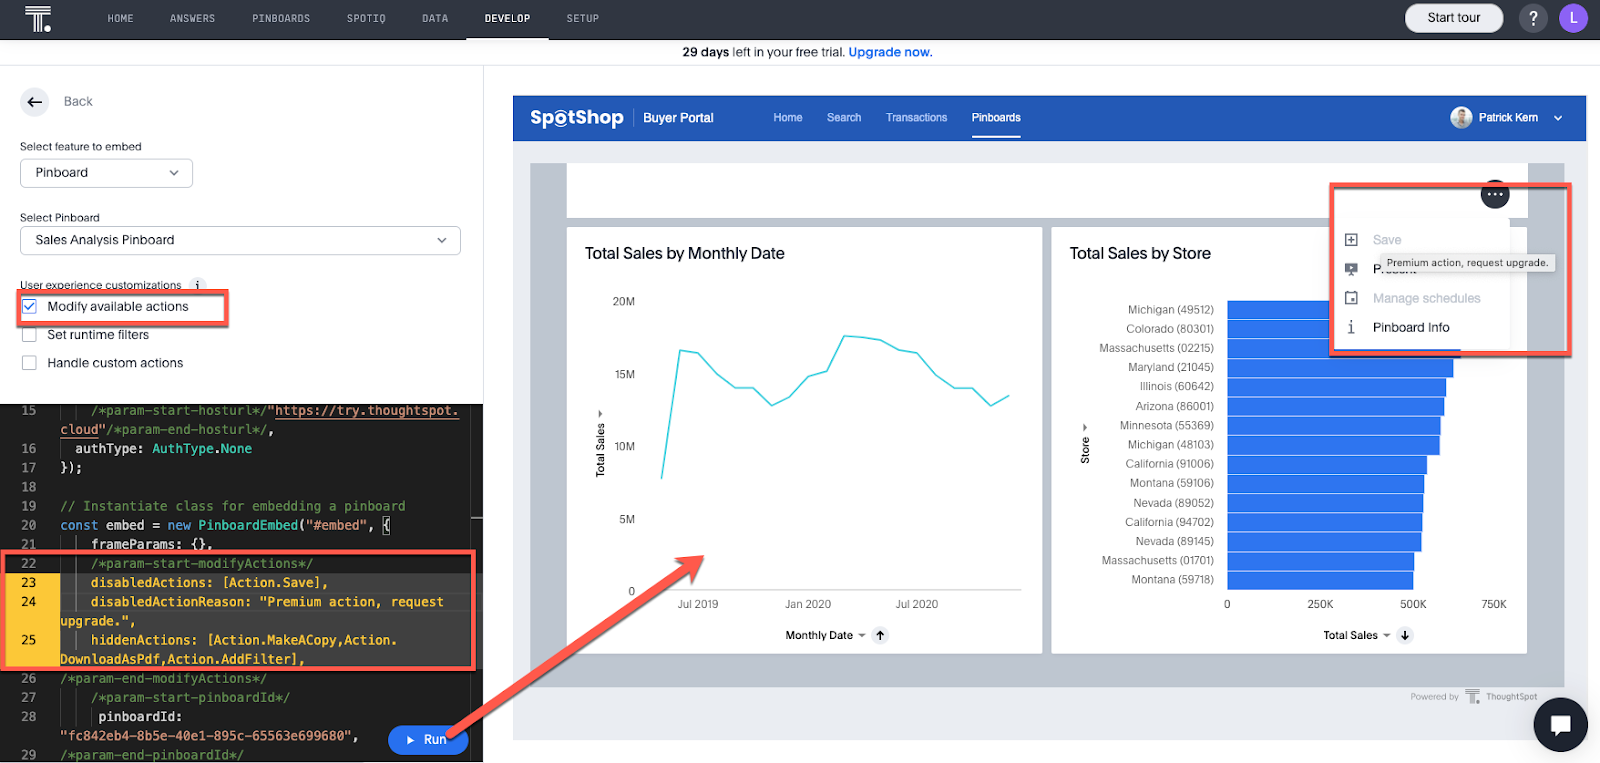 HOME ANSWERS PINBOARDS SPOTIQ DATA DEVELOP SETUP Start tour ? L
29 days left in your free trial. Upgrade now.
Back
Select feature to embed
Pinboard
Select Pinboard
Sales Analysis Pinboard
User experience customizations i
Modify available actions
Set runtime filters
Handle custom actions
15 /*param-start-hosturl*/"https://try.thoughtspot.
cloud"/*param-end-hosturl*/,
16 authType: AuthType.None
17 });
18
19 // Instantiate class for embedding a pinboard
20 const embed = new PinboardEmbed("#embed", {
21 frameParams: {},
22 /*param-start-modifyActions*/
23 disabledActions: [Action.Save],
24 disabledActionReason: "Premium action, request
upgrade.",
25 hiddenActions: [Action.MakeACopy,Action.
DownloadAsPdf,Action.AddFilter],
26 /*param-end-modifyActions*/
27 /*param-start-pinboardId*/
28 pinboardId:
"fc842eb4-8b5e-40e1-895c-65563e699680",
29 /*param-end-pinboardId*/
Run
SpotShop Buyer Portal Home Search Transactions Pinboards Patrick Kern
Save
Premium action, request upgrade.
Present
Manage schedules
i Pinboard Info
Total Sales by Monthly Date
Total Sales
20M
15M
10M
5M
0
Jul 2019 Jan 2020 Jul 2020
Monthly Date
Total Sales by Store
Store
Michigan (49512)
Colorado (80301)
Massachusetts (02215)
Maryland (21045)
Illinois (60642)
Arizona (86001)
Minnesota (55369)
Michigan (48103)
California (91006)
Montana (59106)
Nevada (89052)
California (94702)
Nevada (89145)
Massachusetts (01701)
Montana (59718)
0 250K 500K 750K
Total Sales
Powered by ThoughtSpot